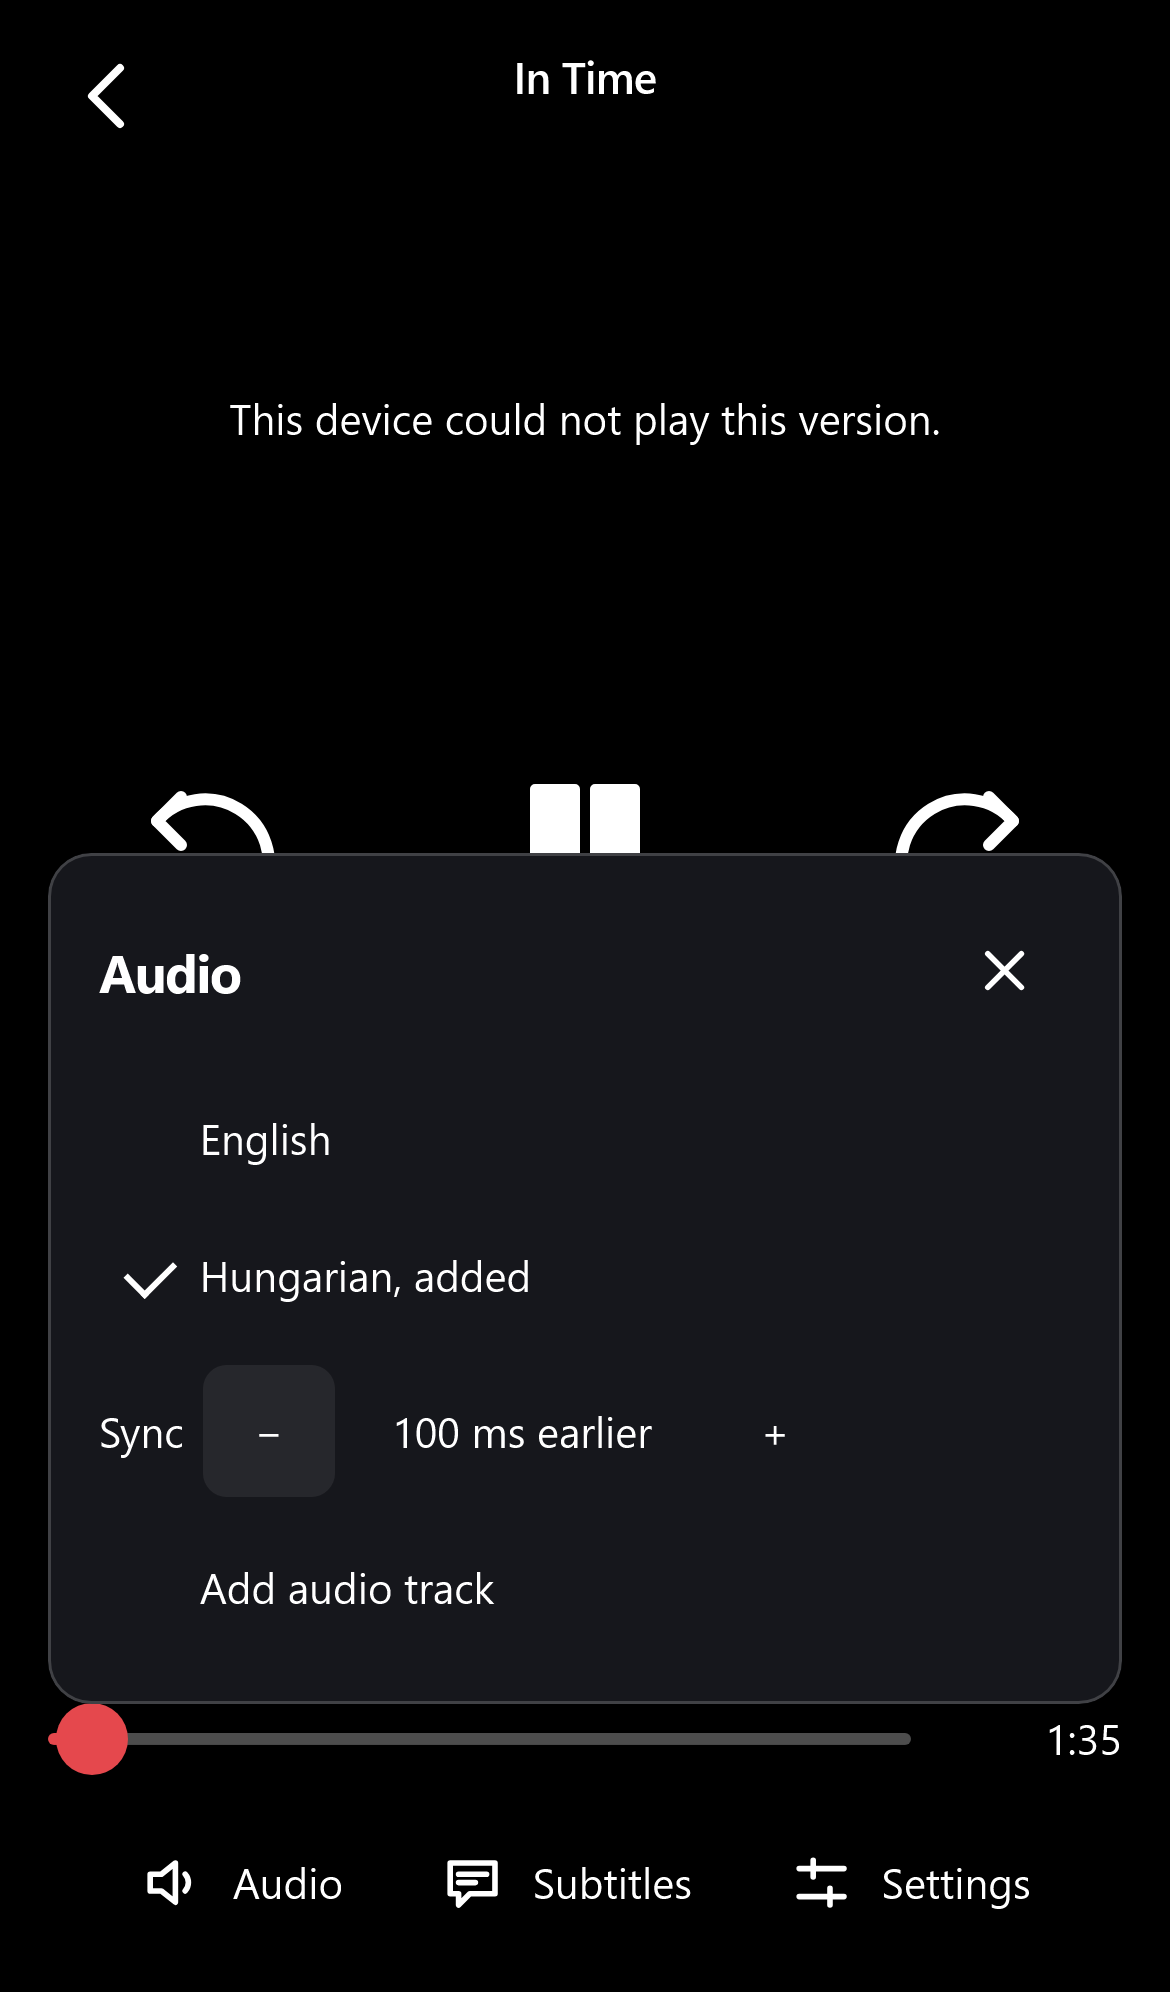 In Time
This device could not play this version.
Audio
English
Hungarian, added
Sync − 100 ms earlier +
Add audio track
1:35
Audio Subtitles Settings